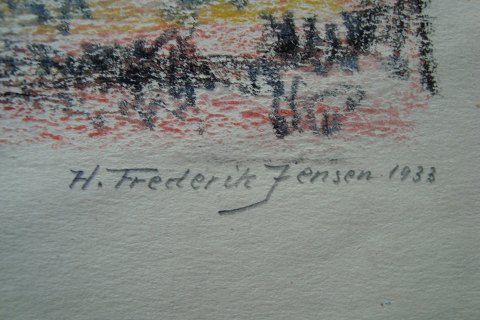 H. Frederik Jensen 1933